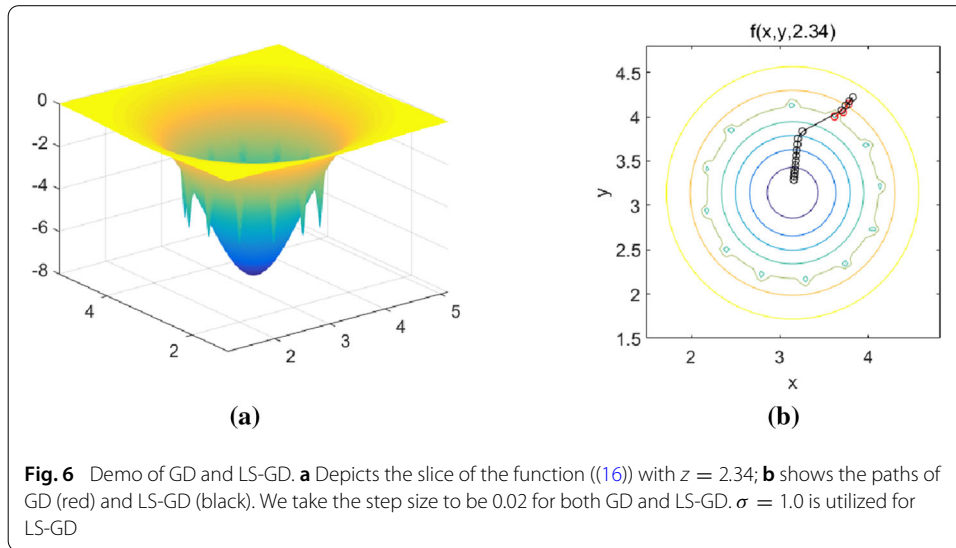 0
-2
-4
-6
-8
4
2
2
3
4
5
(a)
f(x,y,2.34)
4.5
4
3.5
3
2.5
2
1.5
y
2
3
4
x
(b)
Fig. 6 Demo of GD and LS-GD. a Depicts the slice of the function ((16)) with z = 2.34; b shows the paths of
GD (red) and LS-GD (black). We take the step size to be 0.02 for both GD and LS-GD. σ = 1.0 is utilized for
LS-GD